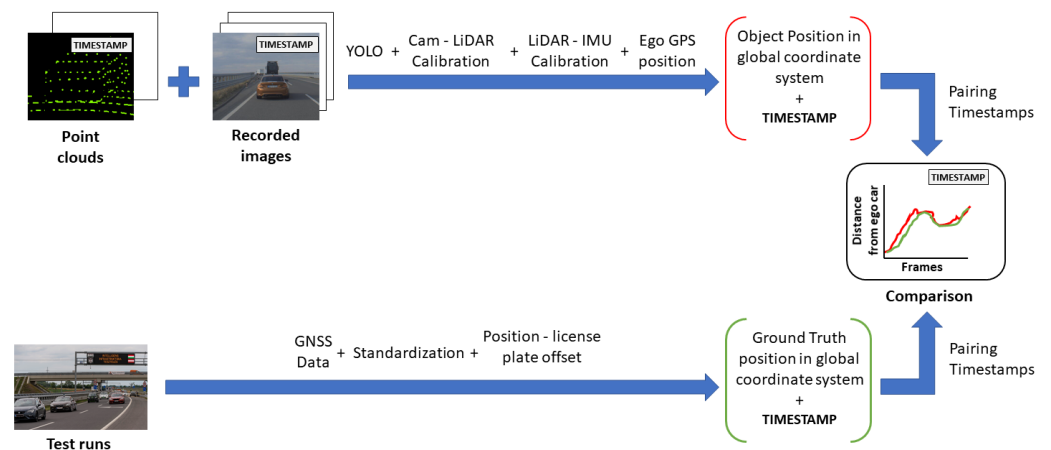 TIMESTAMP
TIMESTAMP
Point
clouds
Recorded
images
YOLO + Cam - LiDAR + LiDAR - IMU + Ego GPS
Calibration Calibration position
Object Position in
global coordinate
system
+
TIMESTAMP
Pairing
Timestamps
TIMESTAMP
Distance
from ego car
Frames
Comparison
Test runs
GNSS
Data
+ Standardization +
Position - license
plate offset
Ground Truth
position in global
coordinate system
+
TIMESTAMP
Pairing
Timestamps